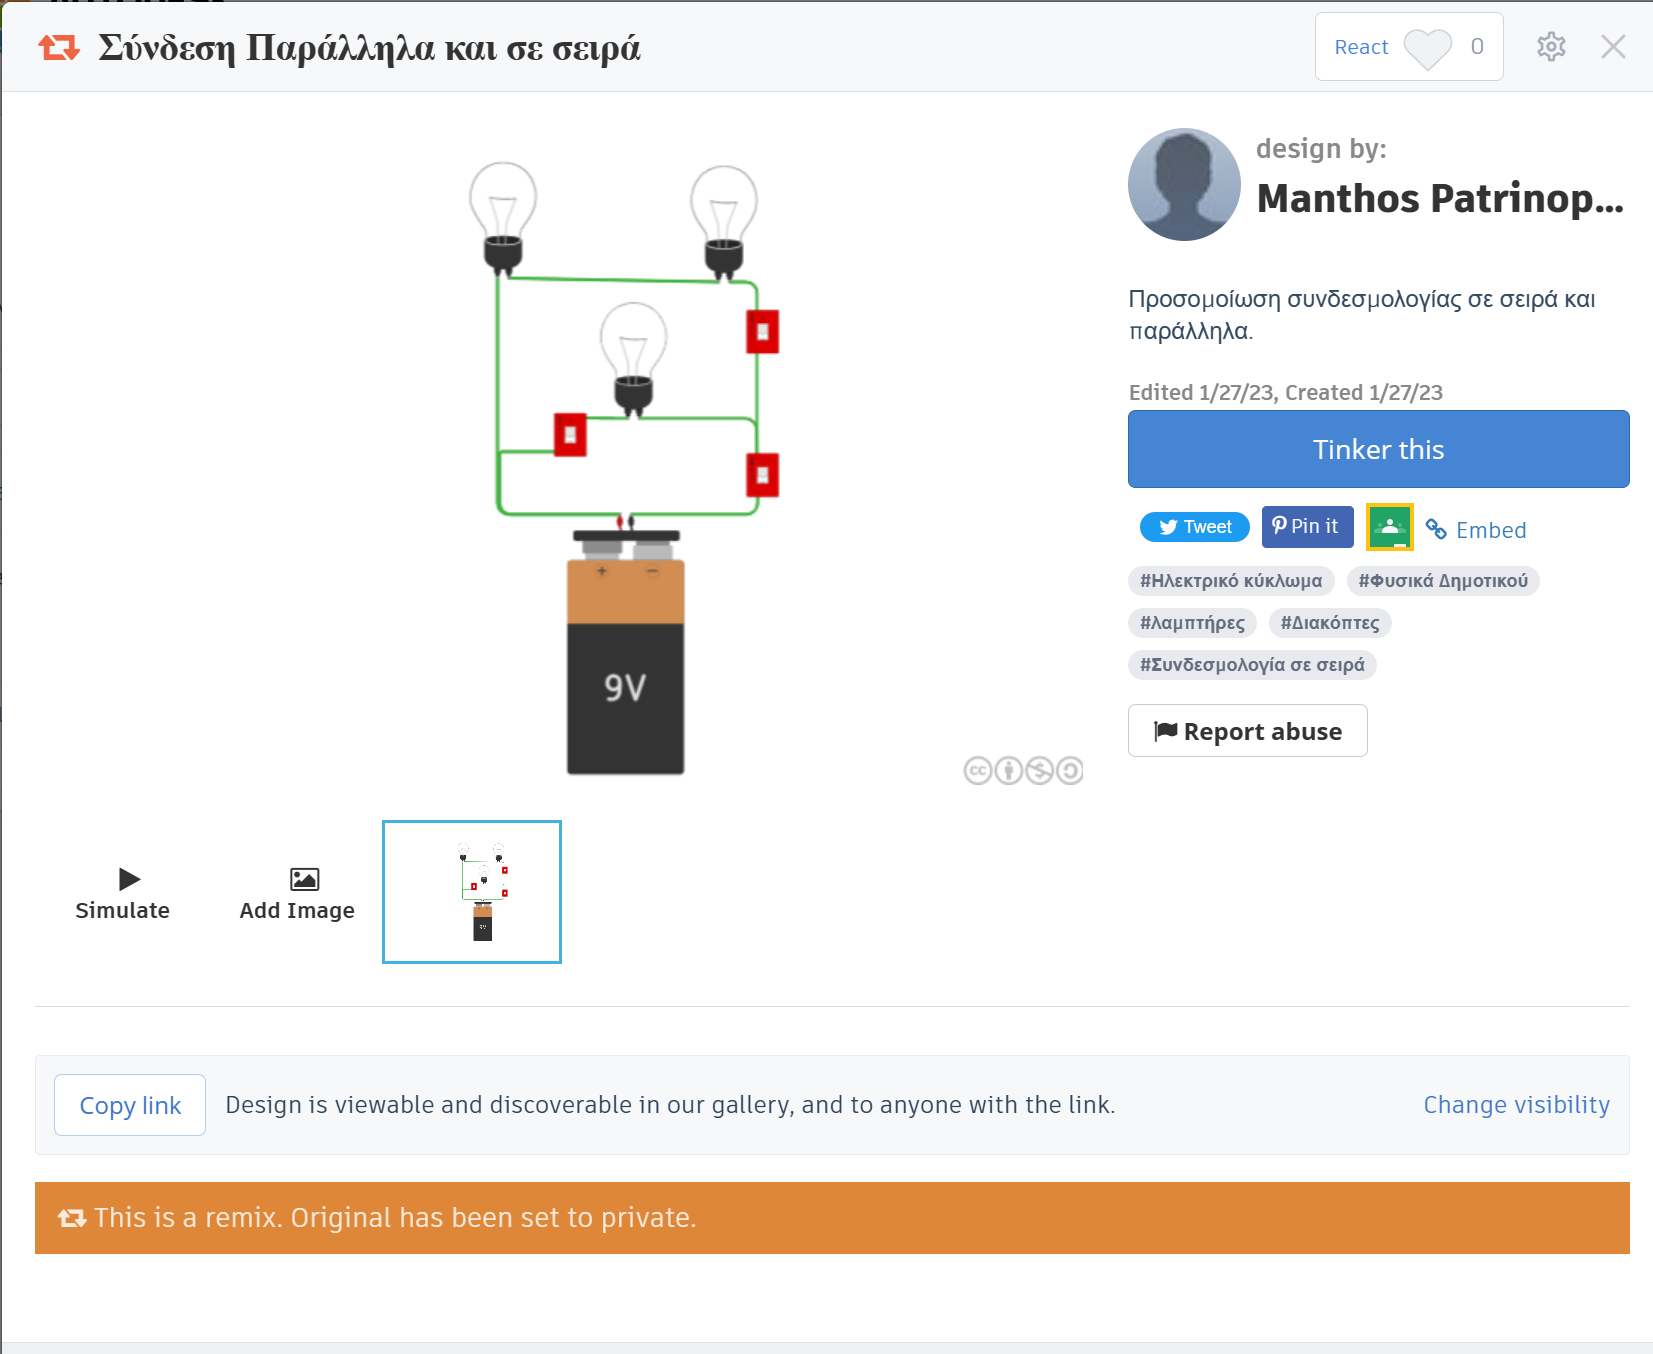 Σύνδεση Παράλληλα και σε σειρά
React 0
design by:
Manthos Patrinop...
Προσομοίωση συνδεσμολογίας σε σειρά και
παράλληλα.
Edited 1/27/23, Created 1/27/23
Tinker this
Tweet
Pin it
Embed
#Ηλεκτρικό κύκλωμα
#Φυσικά Δημοτικού
#λαμπτήρες
#Διακόπτες
#Συνδεσμολογία σε σειρά
Report abuse
+ −
9V
cc
Simulate
Add Image
Copy link
Design is viewable and discoverable in our gallery, and to anyone with the link.
Change visibility
This is a remix. Original has been set to private.